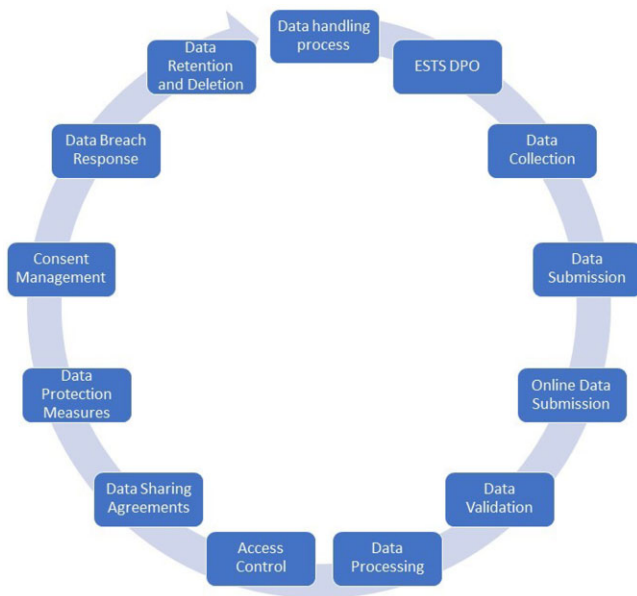 Data handling
process
ESTS DPO
Data
Collection
Data
Submission
Online Data
Submission
Data
Validation
Data
Processing
Access
Control
Data Sharing
Agreements
Data
Protection
Measures
Consent
Management
Data Breach
Response
Data
Retention
and Deletion